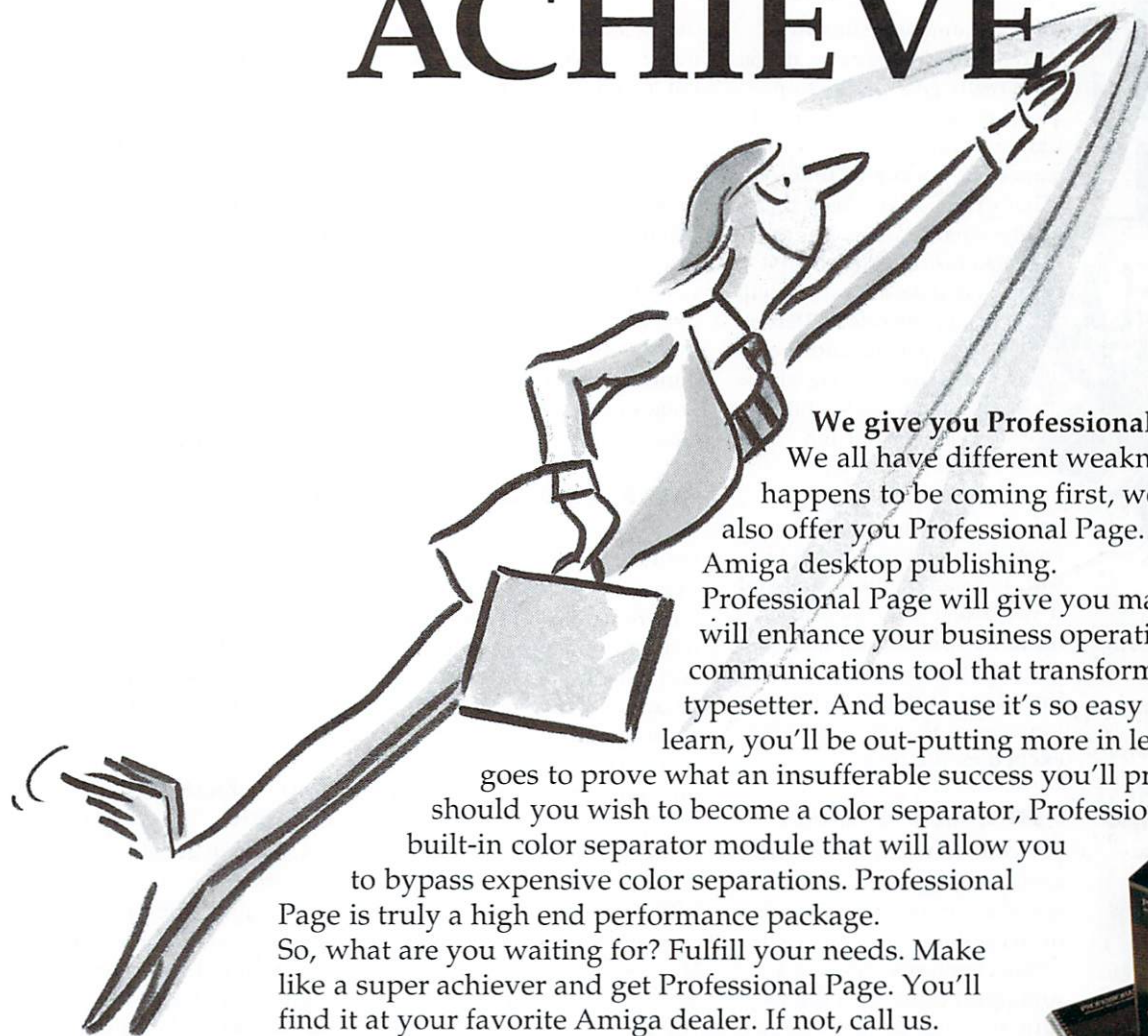 ACHIEVE
We give you Professional
We all have different weakn
happens to be coming first, we
also offer you Professional Page.
Amiga desktop publishing.
Professional Page will give you ma
will enhance your business operati
communications tool that transform
typesetter. And because it's so easy
learn, you'll be out-putting more in le
goes to prove what an insufferable success you'll pr
should you wish to become a color separator, Professio
built-in color separator module that will allow you
to bypass expensive color separations. Professional
Page is truly a high end performance package.
So, what are you waiting for? Fulfill your needs. Make
like a super achiever and get Professional Page. You'll
find it at your favorite Amiga dealer. If not, call us.